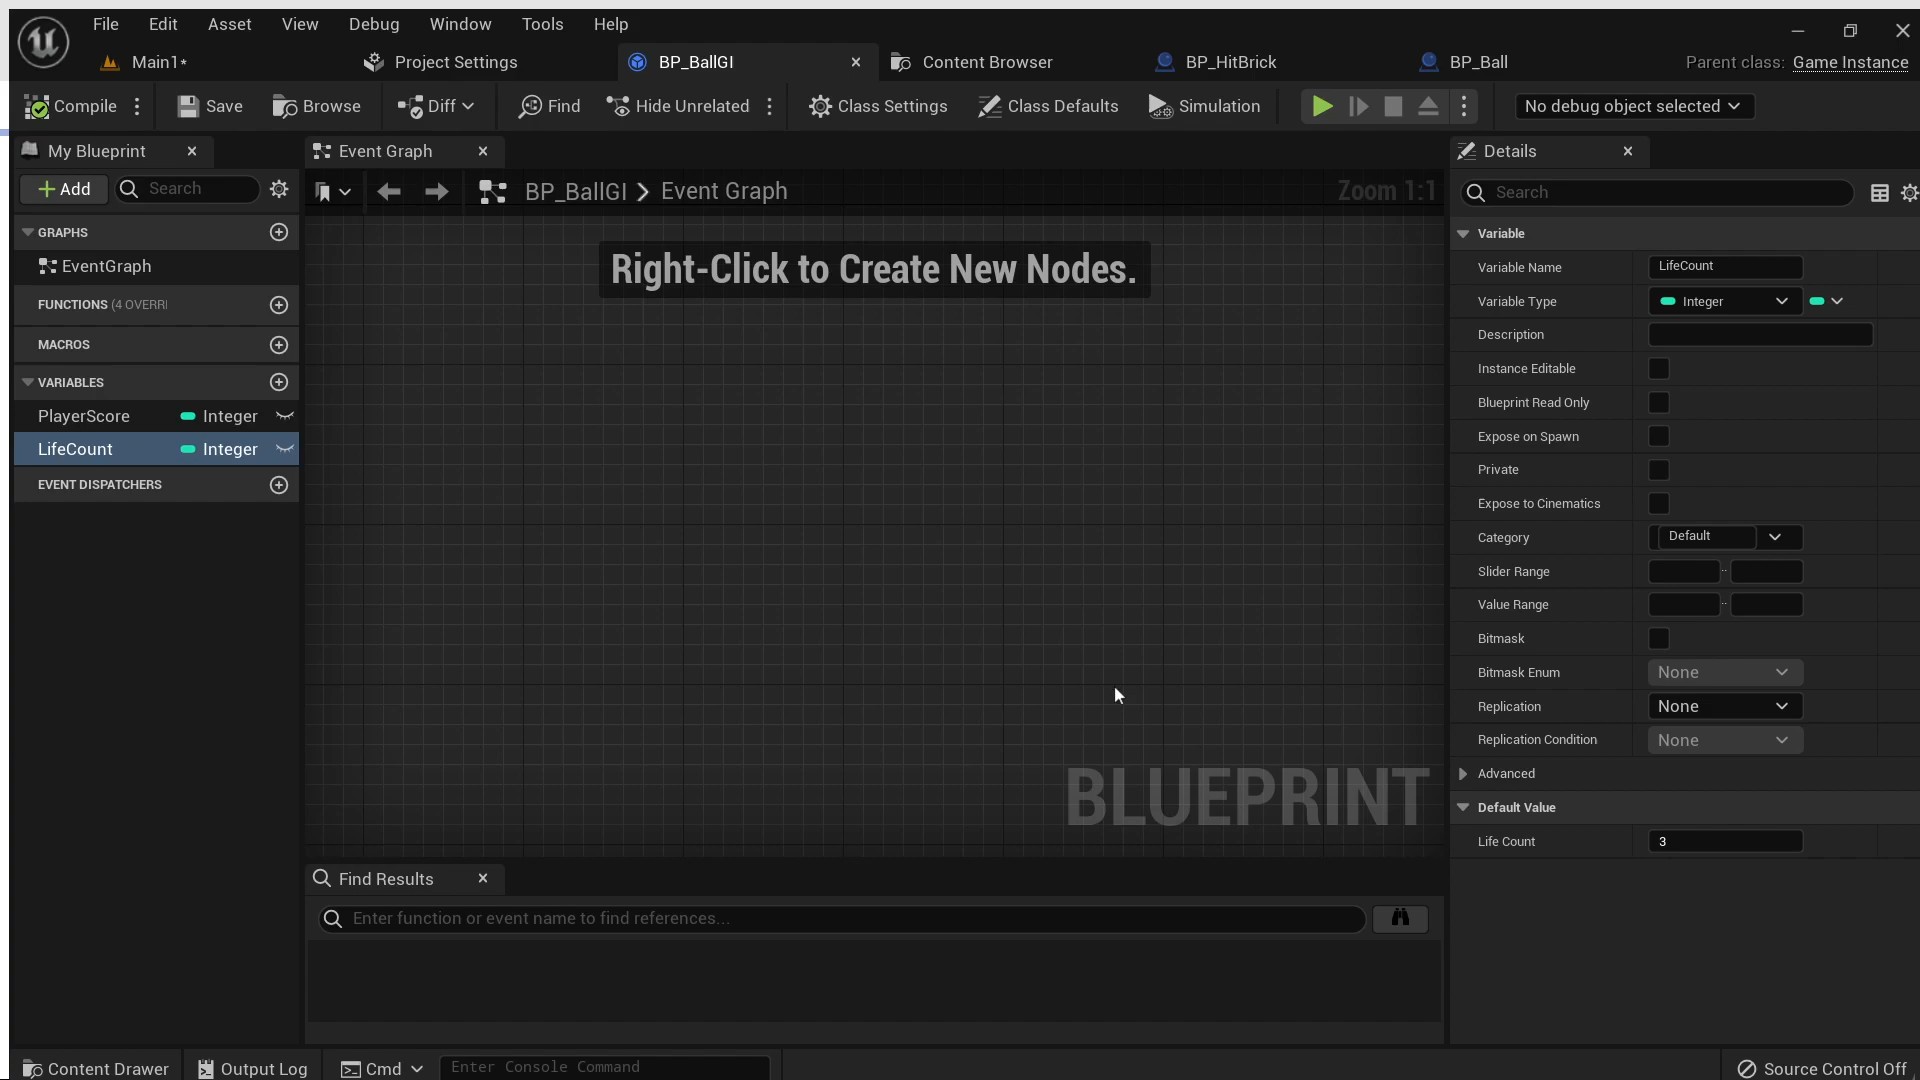 File Edit Asset View Debug Window Tools Help
Main1* Project Settings BP_BallGI Content Browser BP_HitBrick BP_Ball Parent class: Game Instance
Compile Save Browse Diff Find Hide Unrelated Class Settings Class Defaults Simulation No debug object selected
My Blueprint
Add Search
GRAPHS
EventGraph
FUNCTIONS (4 OVERRI
MACROS
VARIABLES
PlayerScore Integer
LifeCount Integer
EVENT DISPATCHERS
Event Graph
BP_BallGI > Event Graph Zoom 1:1
Right-Click to Create New Nodes.
BLUEPRINT
Find Results
Enter function or event name to find references...
Details
Search
Variable
Variable Name LifeCount
Variable Type Integer
Description
Instance Editable
Blueprint Read Only
Expose on Spawn
Private
Expose to Cinematics
Category Default
Slider Range ..
Value Range ..
Bitmask
Bitmask Enum None
Replication None
Replication Condition None
Advanced
Default Value
Life Count 3
Content Drawer Output Log Cmd Enter Console Command Source Control Off